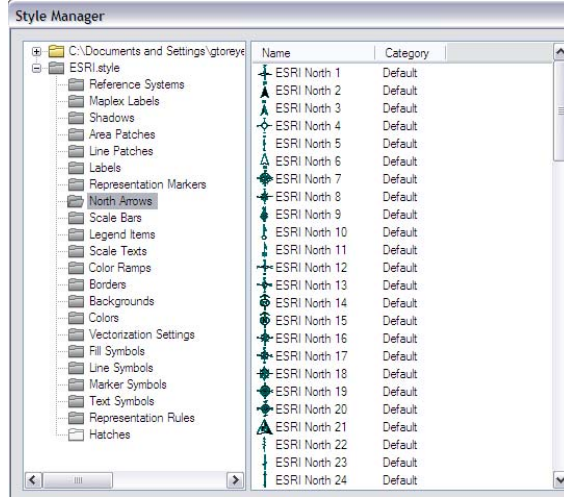 Style Manager
C:\Documents and Settings\gtoreye
ESRI.style
Reference Systems
Maplex Labels
Shadows
Area Patches
Line Patches
Labels
Representation Markers
North Arrows
Scale Bars
Legend Items
Scale Texts
Color Ramps
Borders
Backgrounds
Colors
Vectorization Settings
Fill Symbols
Line Symbols
Marker Symbols
Text Symbols
Representation Rules
Hatches
Name Category
ESRI North 1 Default
ESRI North 2 Default
ESRI North 3 Default
ESRI North 4 Default
ESRI North 5 Default
ESRI North 6 Default
ESRI North 7 Default
ESRI North 8 Default
ESRI North 9 Default
ESRI North 10 Default
ESRI North 11 Default
ESRI North 12 Default
ESRI North 13 Default
ESRI North 14 Default
ESRI North 15 Default
ESRI North 16 Default
ESRI North 17 Default
ESRI North 18 Default
ESRI North 19 Default
ESRI North 20 Default
ESRI North 21 Default
ESRI North 22 Default
ESRI North 23 Default
ESRI North 24 Default